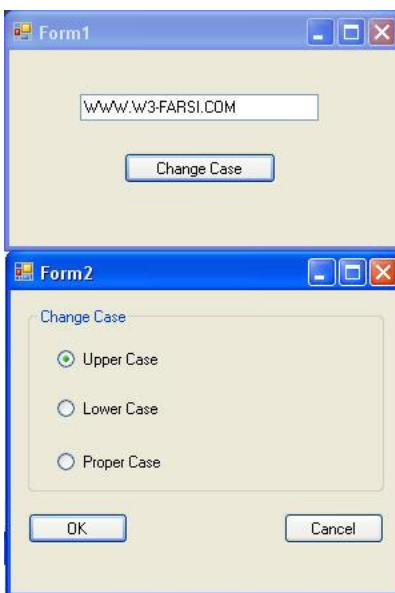 Form1
WWW.W3-FARSI.COM
Change Case
Form2
Change Case
Upper Case
Lower Case
Proper Case
OK
Cancel